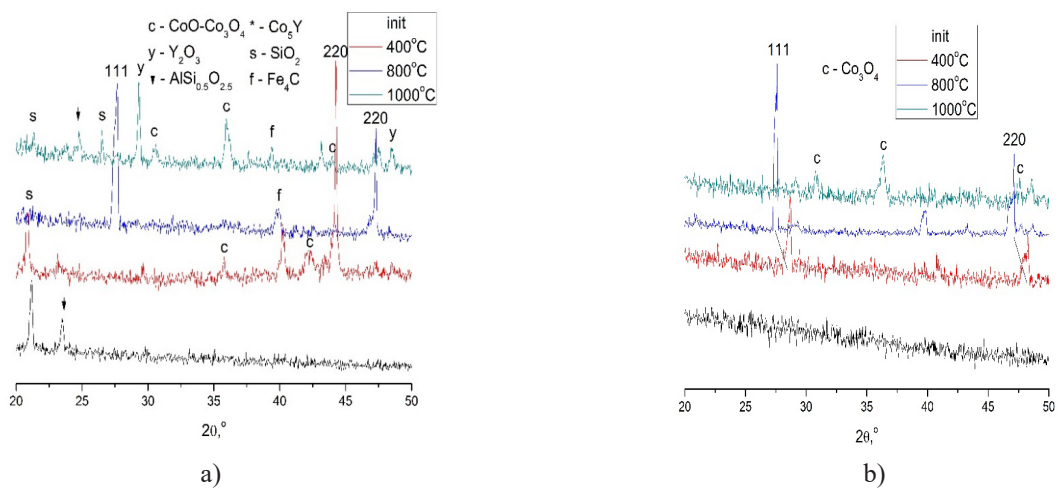 c - CoO-Co₃O₄ * - Co₅Y
y - Y₂O₃ s - SiO₂
▾ - AlSi₀.₅O₂.₅ f - Fe₄C
init
400°C
800°C
1000°C
111
220
220
s
s
y
c
c
f
c
y
s
f
c
c
20 25 30 35 40 45 50
2θ,°
a)
init
400°C
800°C
1000°C
111
c - Co₃O₄
220
c
c
c
20 25 30 35 40 45 50
2θ,°
b)